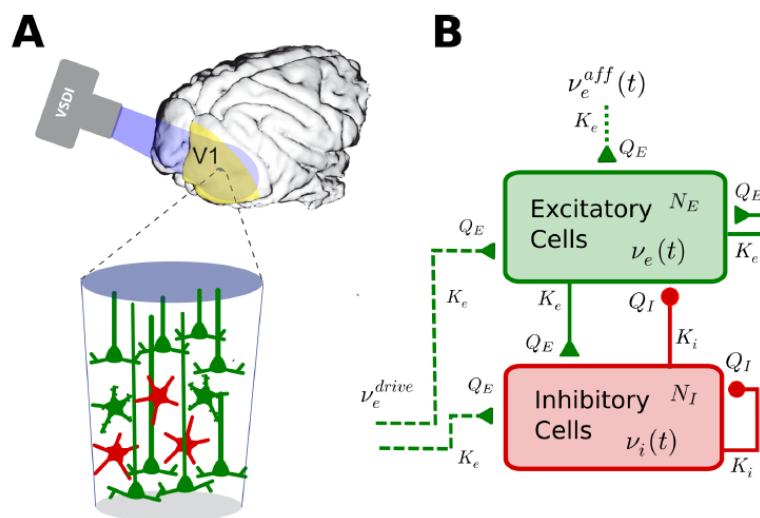 A
VSDI
V1
B
ν_e^{aff}(t)
K_e
Q_E
Excitatory
Cells
N_E
ν_e(t)
Q_E
K_e
Q_E
K_e
K_e
Q_E
Q_I
K_i
ν_e^{drive}
Q_E
K_e
Inhibitory
Cells
N_I
ν_i(t)
Q_I
K_i